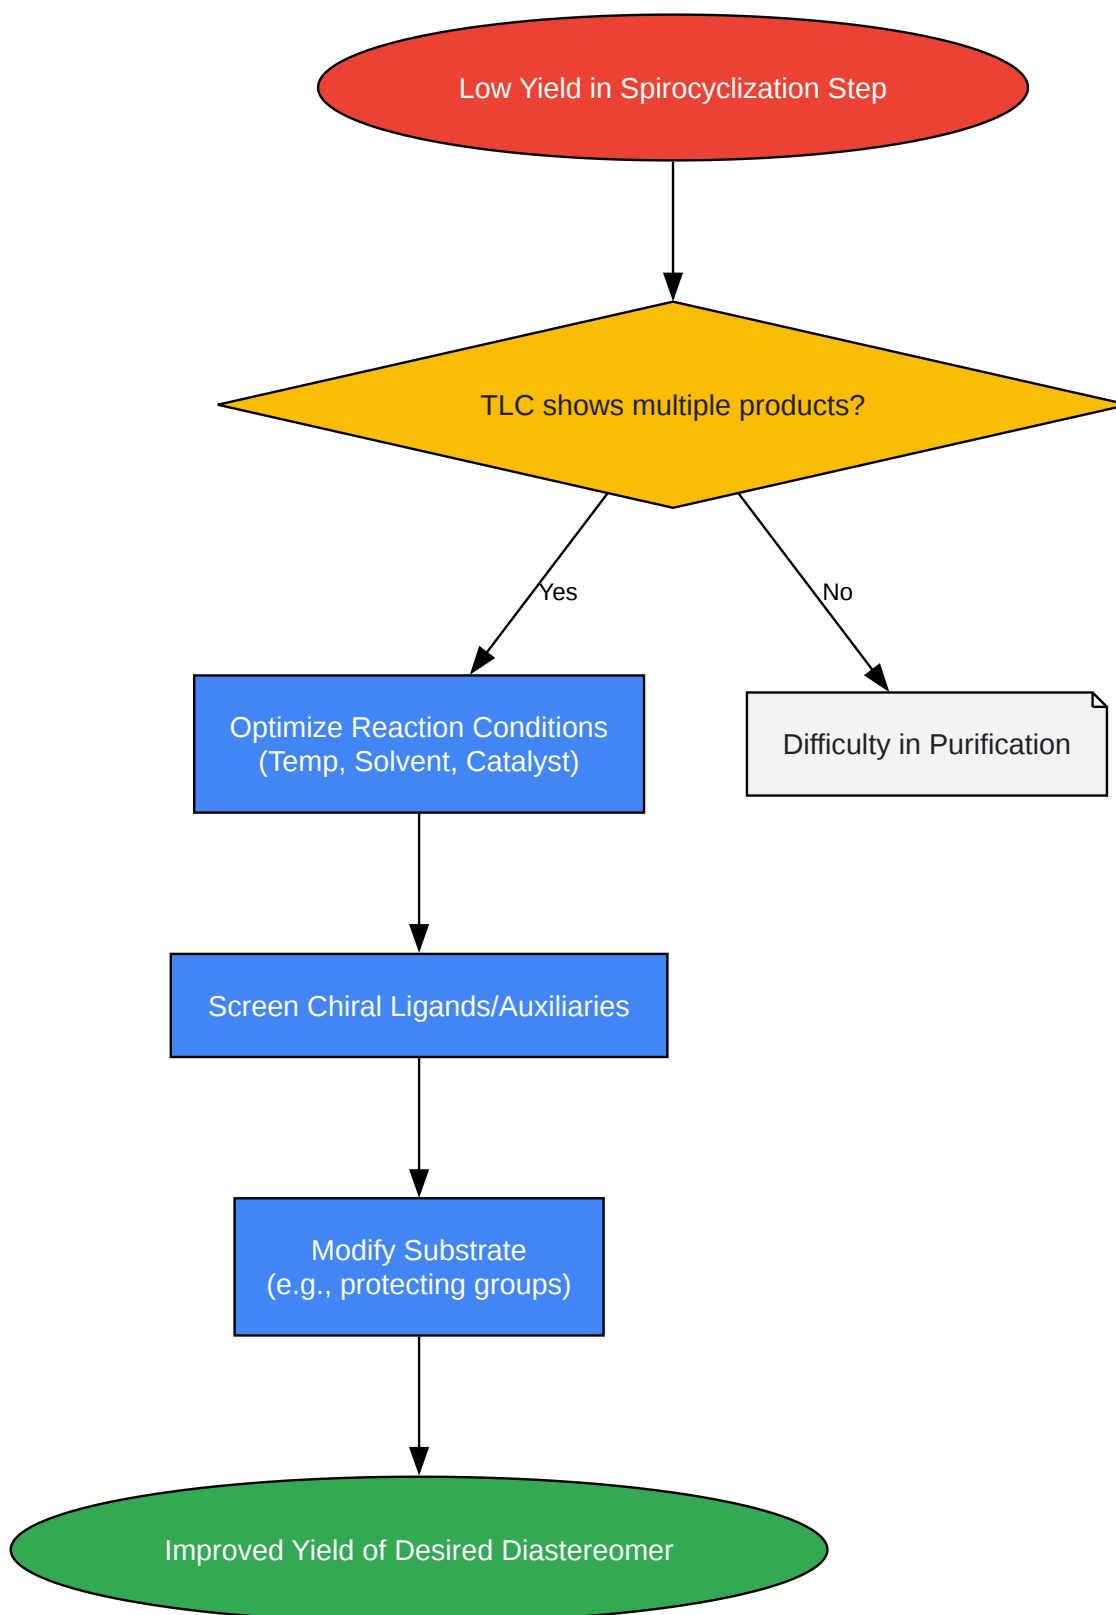 Low Yield in Spirocyclization Step
TLC shows multiple products?
Yes
No
Optimize Reaction Conditions
(Temp, Solvent, Catalyst)
Difficulty in Purification
Screen Chiral Ligands/Auxiliaries
Modify Substrate
(e.g., protecting groups)
Improved Yield of Desired Diastereomer